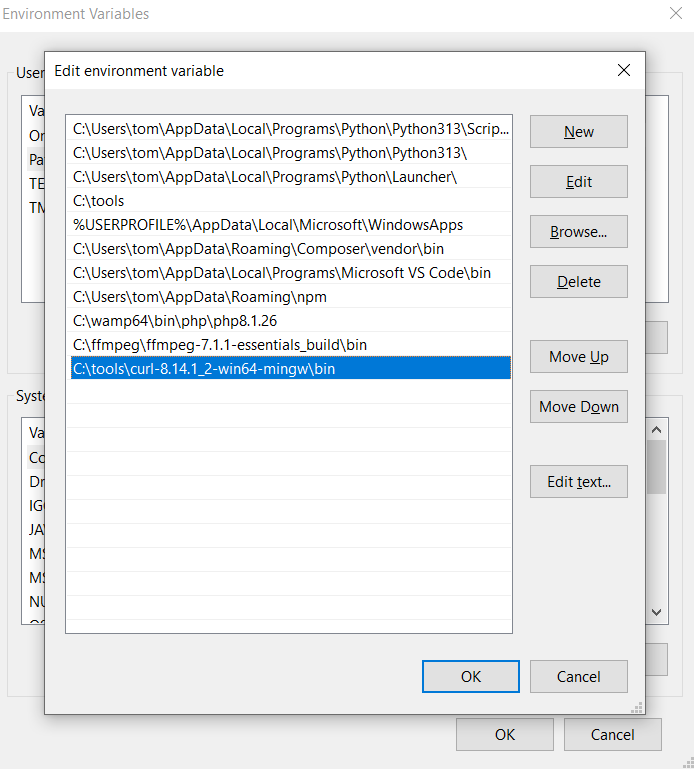 Environment Variables
Edit environment variable
User
C:\Users\tom\AppData\Local\Programs\Python\Python313\Scrip...
C:\Users\tom\AppData\Local\Programs\Python\Python313\
C:\Users\tom\AppData\Local\Programs\Python\Launcher\
C:\tools
%USERPROFILE%\AppData\Local\Microsoft\WindowsApps
C:\Users\tom\AppData\Roaming\Composer\vendor\bin
C:\Users\tom\AppData\Local\Programs\Microsoft VS Code\bin
C:\Users\tom\AppData\Roaming\npm
C:\wamp64\bin\php\php8.1.26
C:\ffmpeg\ffmpeg-7.1.1-essentials_build\bin
C:\tools\curl-8.14.1_2-win64-mingw\bin
New
Edit
Browse...
Delete
Move Up
Move Down
Edit text...
OK
Cancel
Va
On
Pa
TE
TM
Syste
Va
Co
Dr
IGC
JAV
MS
MS
NU
OK
Cancel